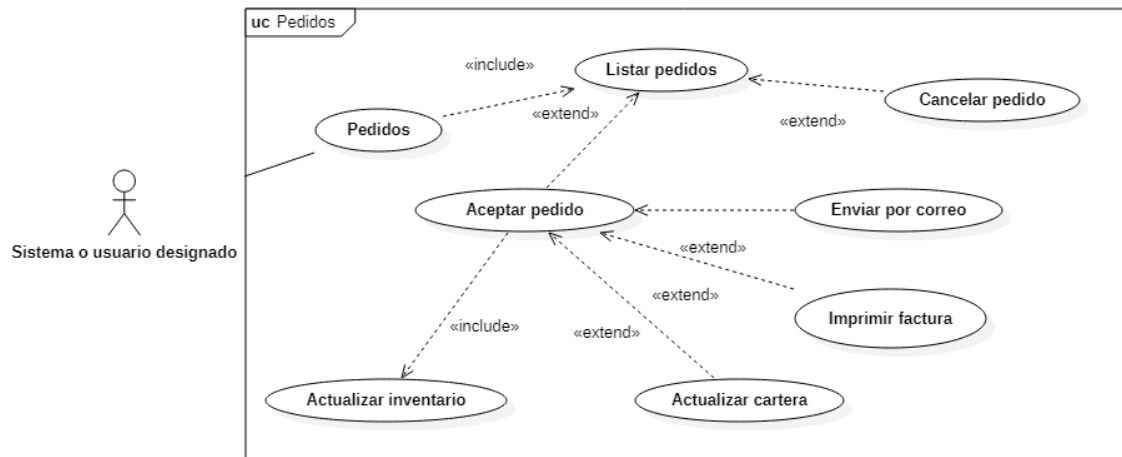 uc Pedidos
Listar pedidos
«include»
Cancelar pedido
«extend»
«extend»
Pedidos
Aceptar pedido
Enviar por correo
«extend»
Sistema o usuario designado
«extend»
Imprimir factura
«include»
«extend»
Actualizar inventario
Actualizar cartera